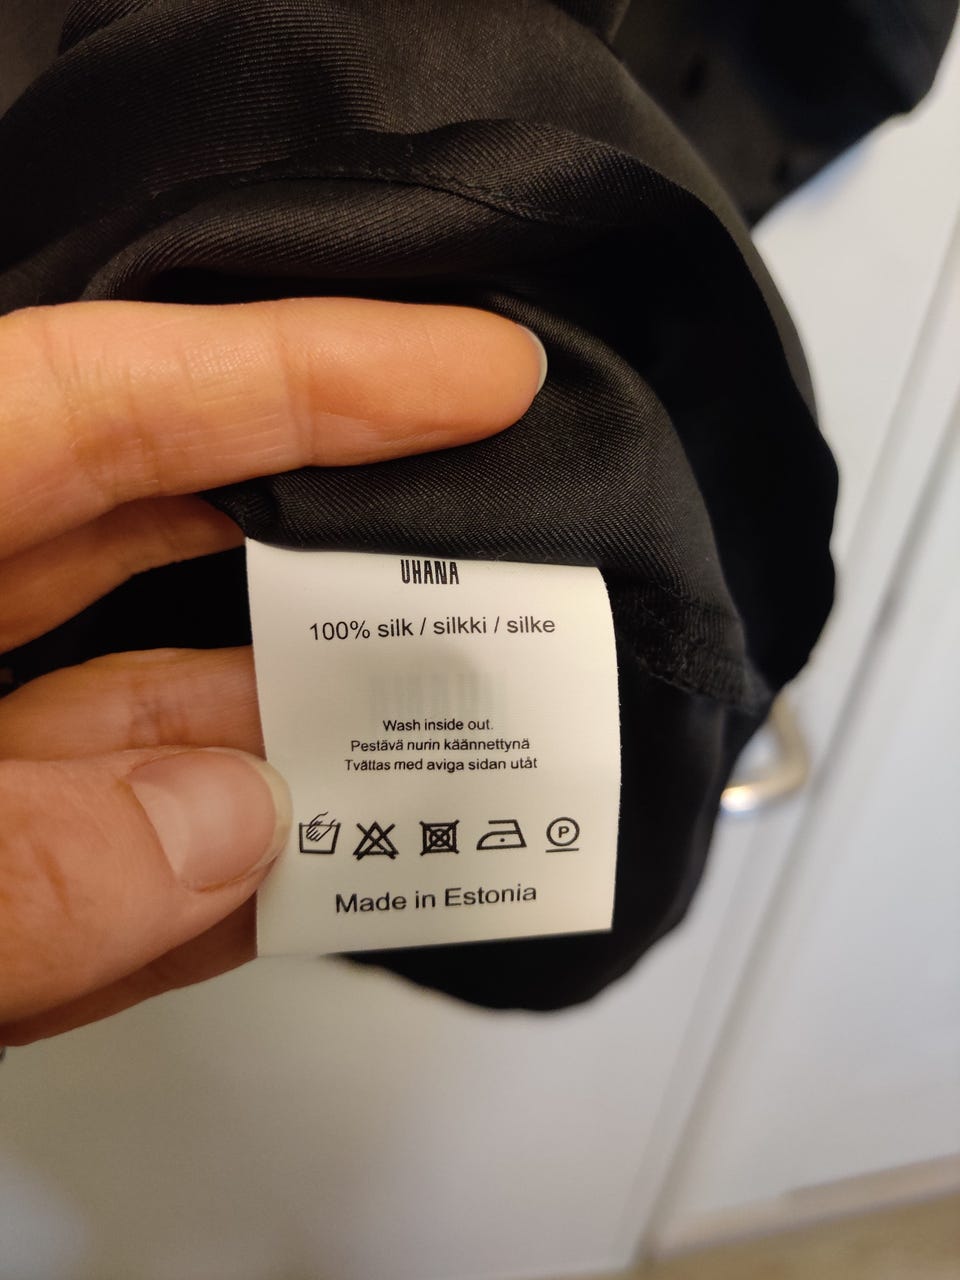 UHANA
100% silk / silkki / silke
Wash inside out.
Pestävä nurin käännettynä
Tvättas med aviga sidan utåt
P
Made in Estonia